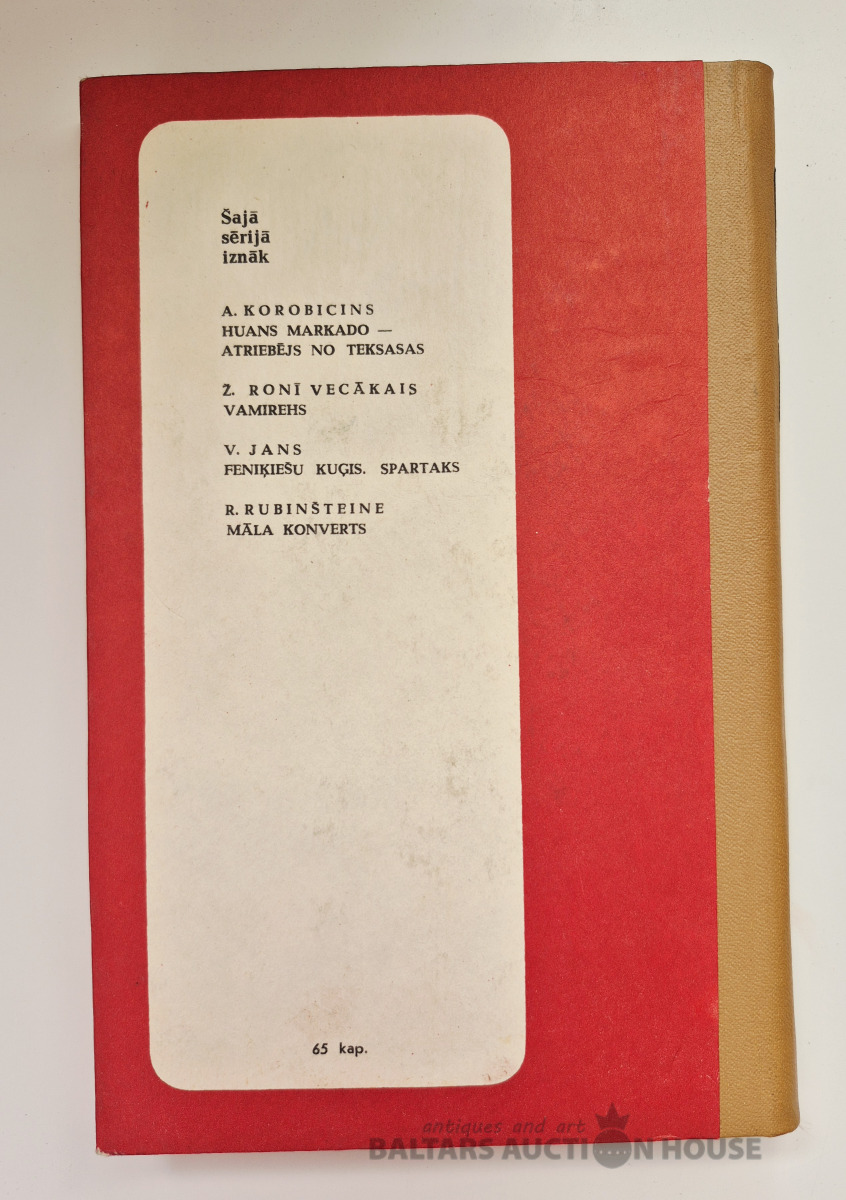 Šajā
sērijā
iznāk
A. KOROBICINS
HUANS MARKADO —
ATRIEBĒJS NO TEKSASAS
Ž. RONĪ VECĀKAIS
VAMIREHS
V. JANS
FENIĶIEŠU KUĢIS. SPARTAKS
R. RUBINŠTEINE
MĀLA KONVERTS
65 kap.
antiques and art
BALTARS AUCTION HOUSE